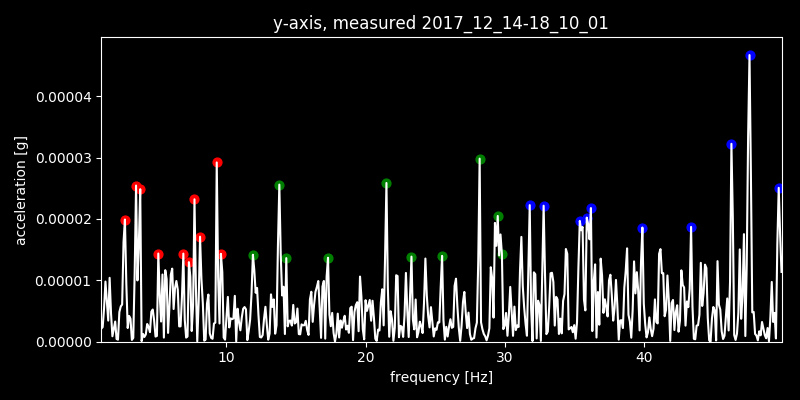 y-axis, measured 2017_12_14-18_10_01
acceleration [g]
0.00004
0.00003
0.00002
0.00001
0.00000
10 20 30 40
frequency [Hz]